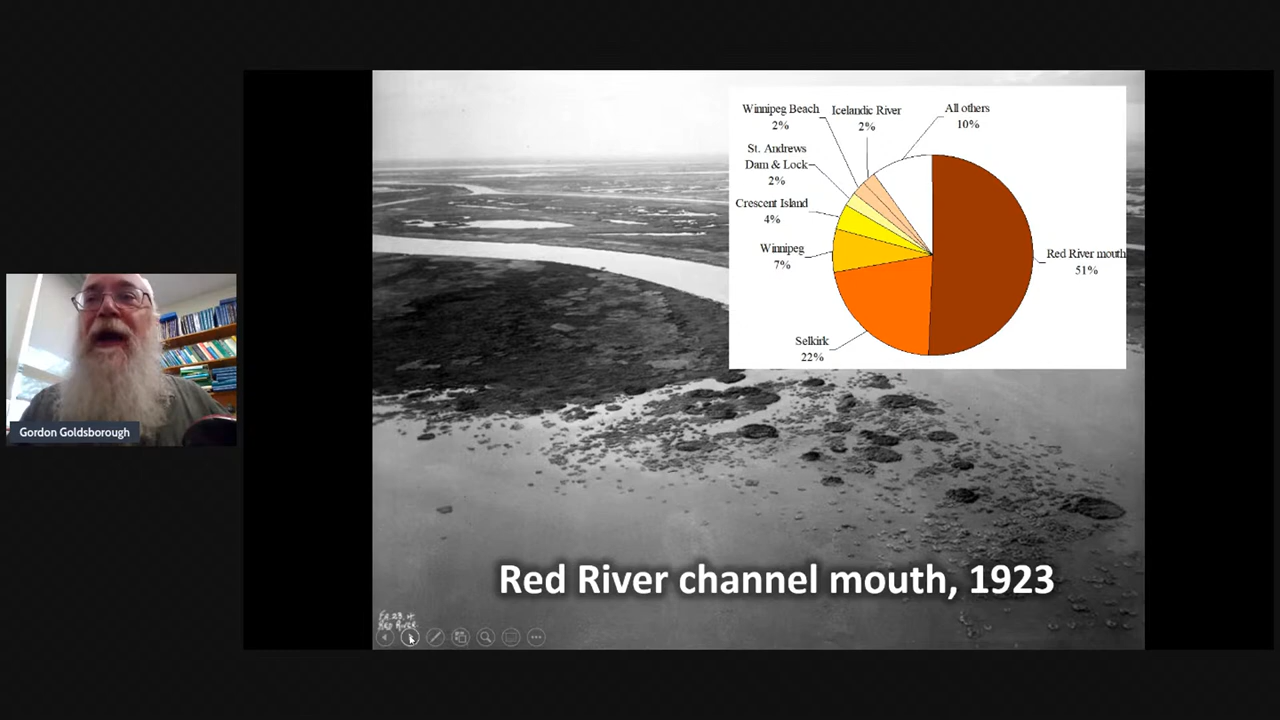 Winnipeg Beach
2%
Icelandic River
2%
All others
10%
St. Andrews
Dam & Lock
2%
Crescent Island
4%
Winnipeg
7%
Red River mouth
51%
Selkirk
22%
Gordon Goldsborough
Red River channel mouth, 1923